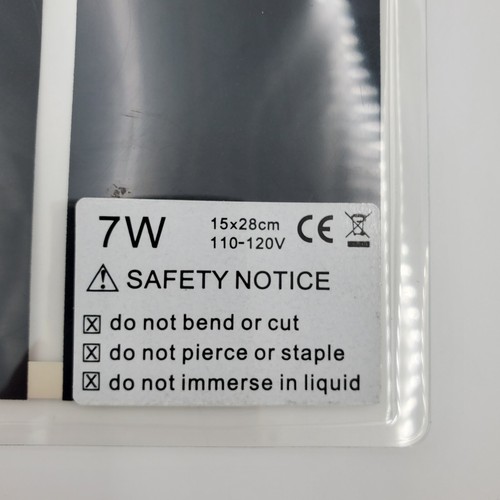 7W 15x28cm CE
110-120V
⚠ SAFETY NOTICE
☒ do not bend or cut
☒ do not pierce or staple
☒ do not immerse in liquid